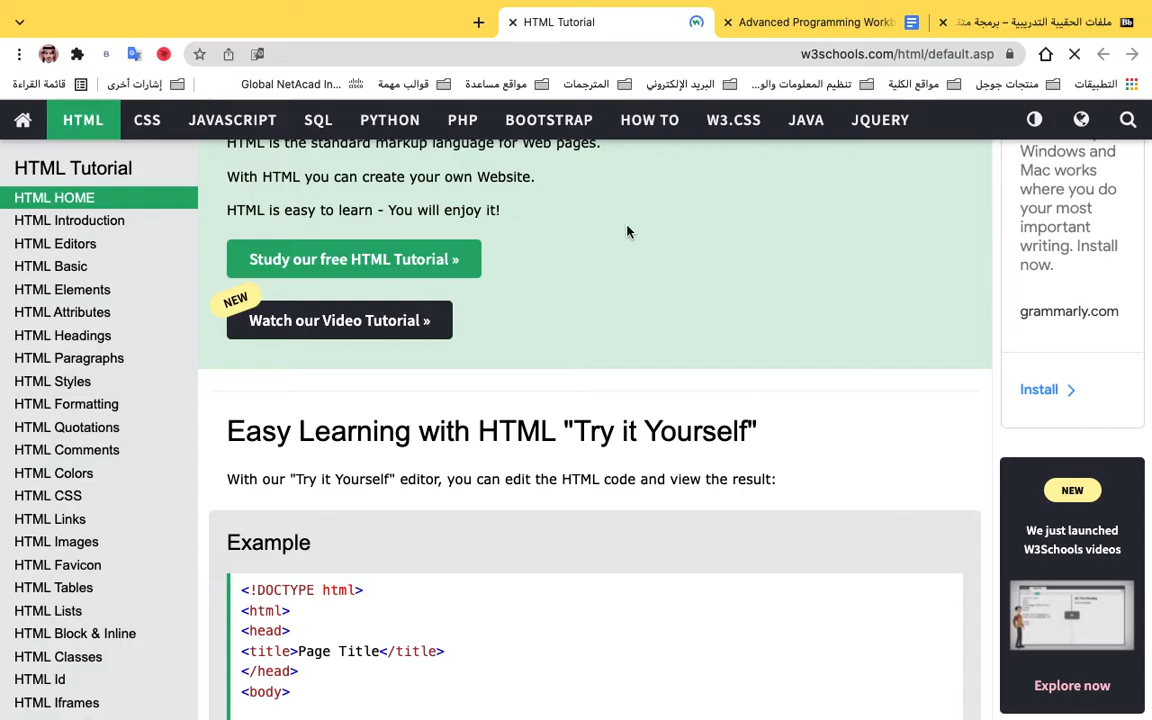 HTML Tutorial
Advanced Programming Workb
ملفات الحقيبة التدريبية – برمجة متق
Bb
w3schools.com/html/default.asp
التطبيقات
منتجات جوجل
مواقع الكلية
تنظيم المعلومات والو...
البريد الإلكتروني
المترجمات
مواقع مساعدة
قوالب مهمة
Global NetAcad In...
إشارات أخرى
قائمة القراءة
HTML CSS JAVASCRIPT SQL PYTHON PHP BOOTSTRAP HOW TO W3.CSS JAVA JQUERY
HTML Tutorial
HTML HOME
HTML Introduction
HTML Editors
HTML Basic
HTML Elements
HTML Attributes
HTML Headings
HTML Paragraphs
HTML Styles
HTML Formatting
HTML Quotations
HTML Comments
HTML Colors
HTML CSS
HTML Links
HTML Images
HTML Favicon
HTML Tables
HTML Lists
HTML Block & Inline
HTML Classes
HTML Id
HTML Iframes
HTML is the standard markup language for Web pages.
With HTML you can create your own Website.
HTML is easy to learn - You will enjoy it!
Study our free HTML Tutorial »
NEW
Watch our Video Tutorial »
Easy Learning with HTML "Try it Yourself"
With our "Try it Yourself" editor, you can edit the HTML code and view the result:
Example
<!DOCTYPE html>
<html>
<head>
<title>Page Title</title>
</head>
<body>
Windows and
Mac works
where you do
your most
important
writing. Install
now.
grammarly.com
Install
NEW
We just launched
W3Schools videos
Explore now